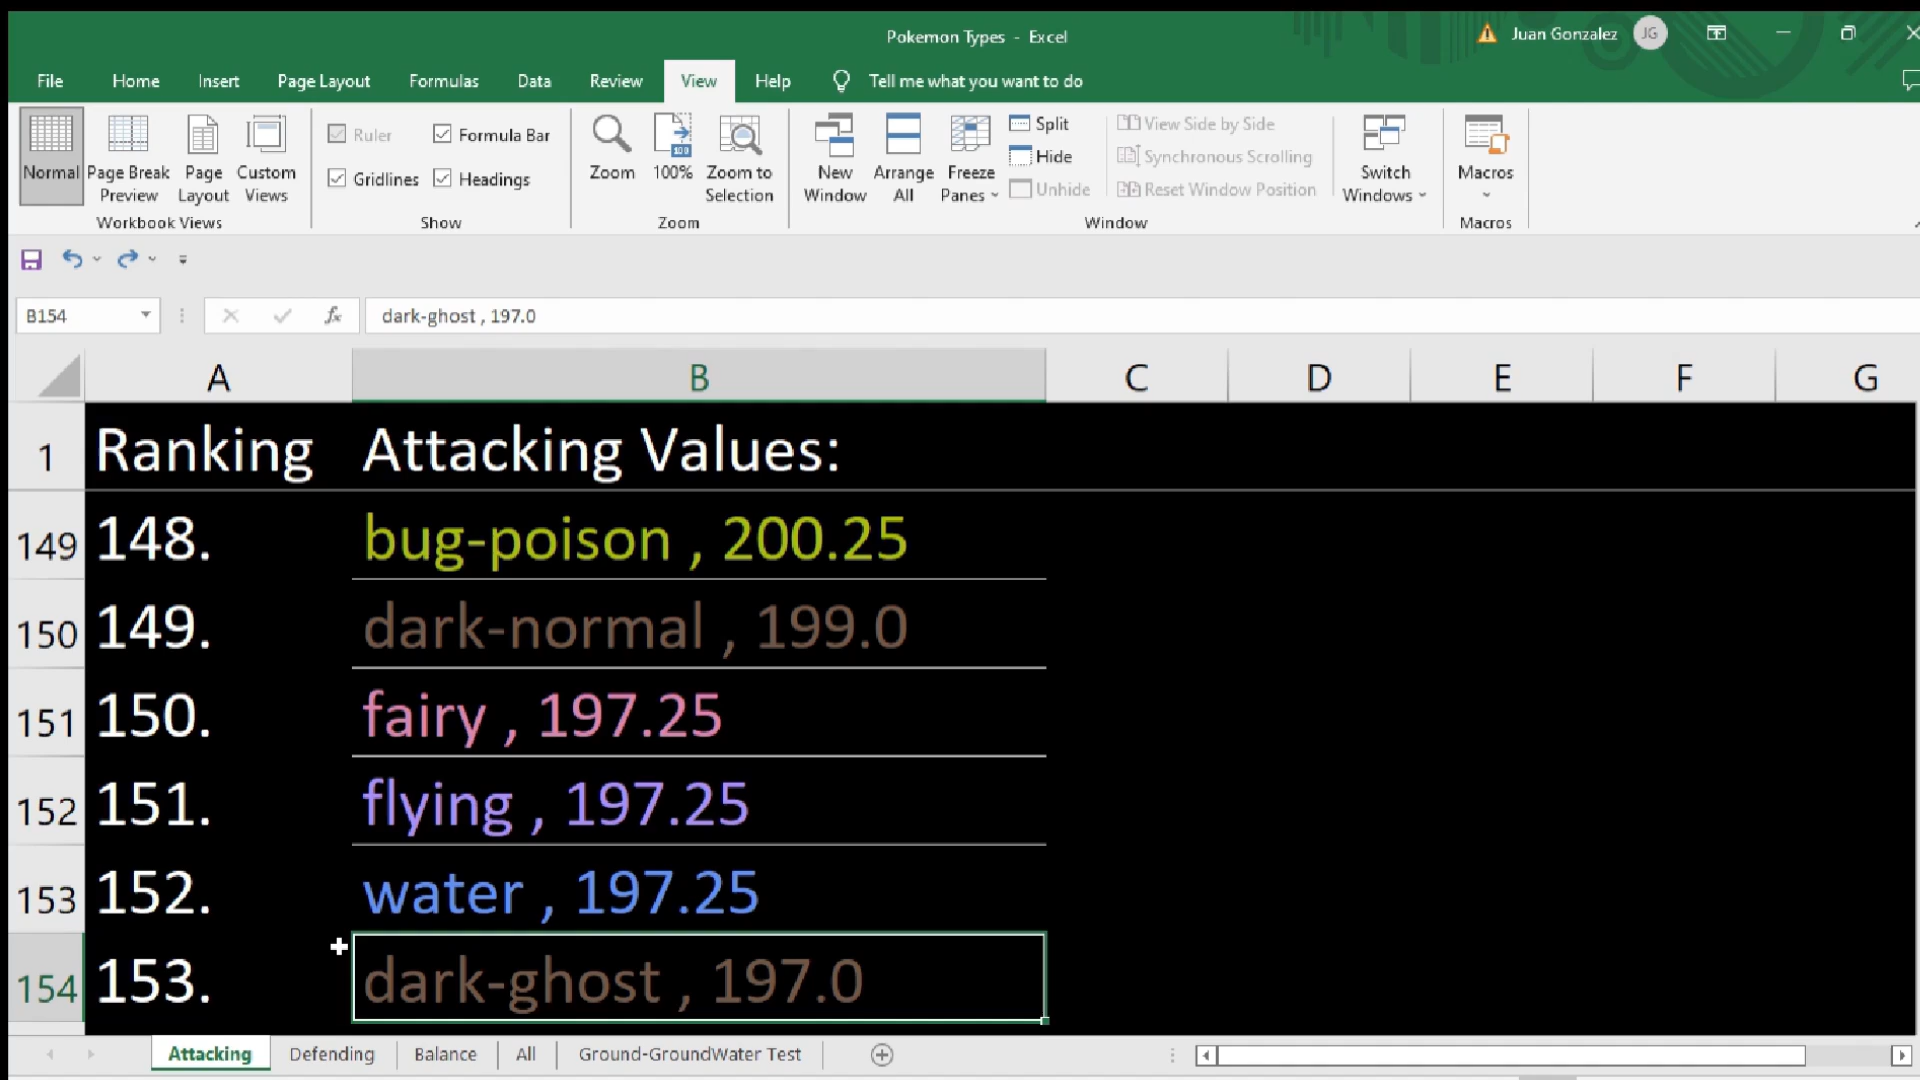 Pokemon Types - Excel
Juan Gonzalez JG
File Home Insert Page Layout Formulas Data Review View Help Tell me what you want to do
Normal Page Break Preview Page Layout Custom Views
Workbook Views
Ruler Formula Bar
Gridlines Headings
Show
Zoom 100% Zoom to Selection
Zoom
New Window Arrange All Freeze Panes
Split
Hide
Unhide
View Side by Side
Synchronous Scrolling
Reset Window Position
Switch Windows
Window
Macros
Macros
B154 fx dark-ghost , 197.0
A B C D E F G
1 Ranking Attacking Values:
149 148. bug-poison , 200.25
150 149. dark-normal , 199.0
151 150. fairy , 197.25
152 151. flying , 197.25
153 152. water , 197.25
154 153. dark-ghost , 197.0
Attacking Defending Balance All Ground-GroundWater Test